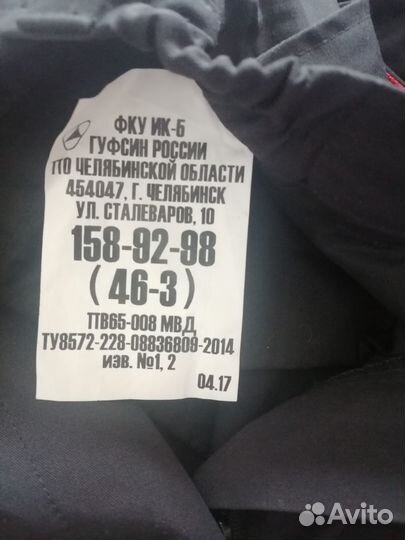 ФКУ ИК-6
ГУФСИН РОССИИ
ПО ЧЕЛЯБИНСКОЙ ОБЛАСТИ
454047, Г. ЧЕЛЯБИНСК
УЛ. СТАЛЕВАРОВ, 10
158-92-98
(46-3)
ПВ65-008 МВД
ТУ8572-228-08836809-2014
изв. №1, 2
04.17
Avito